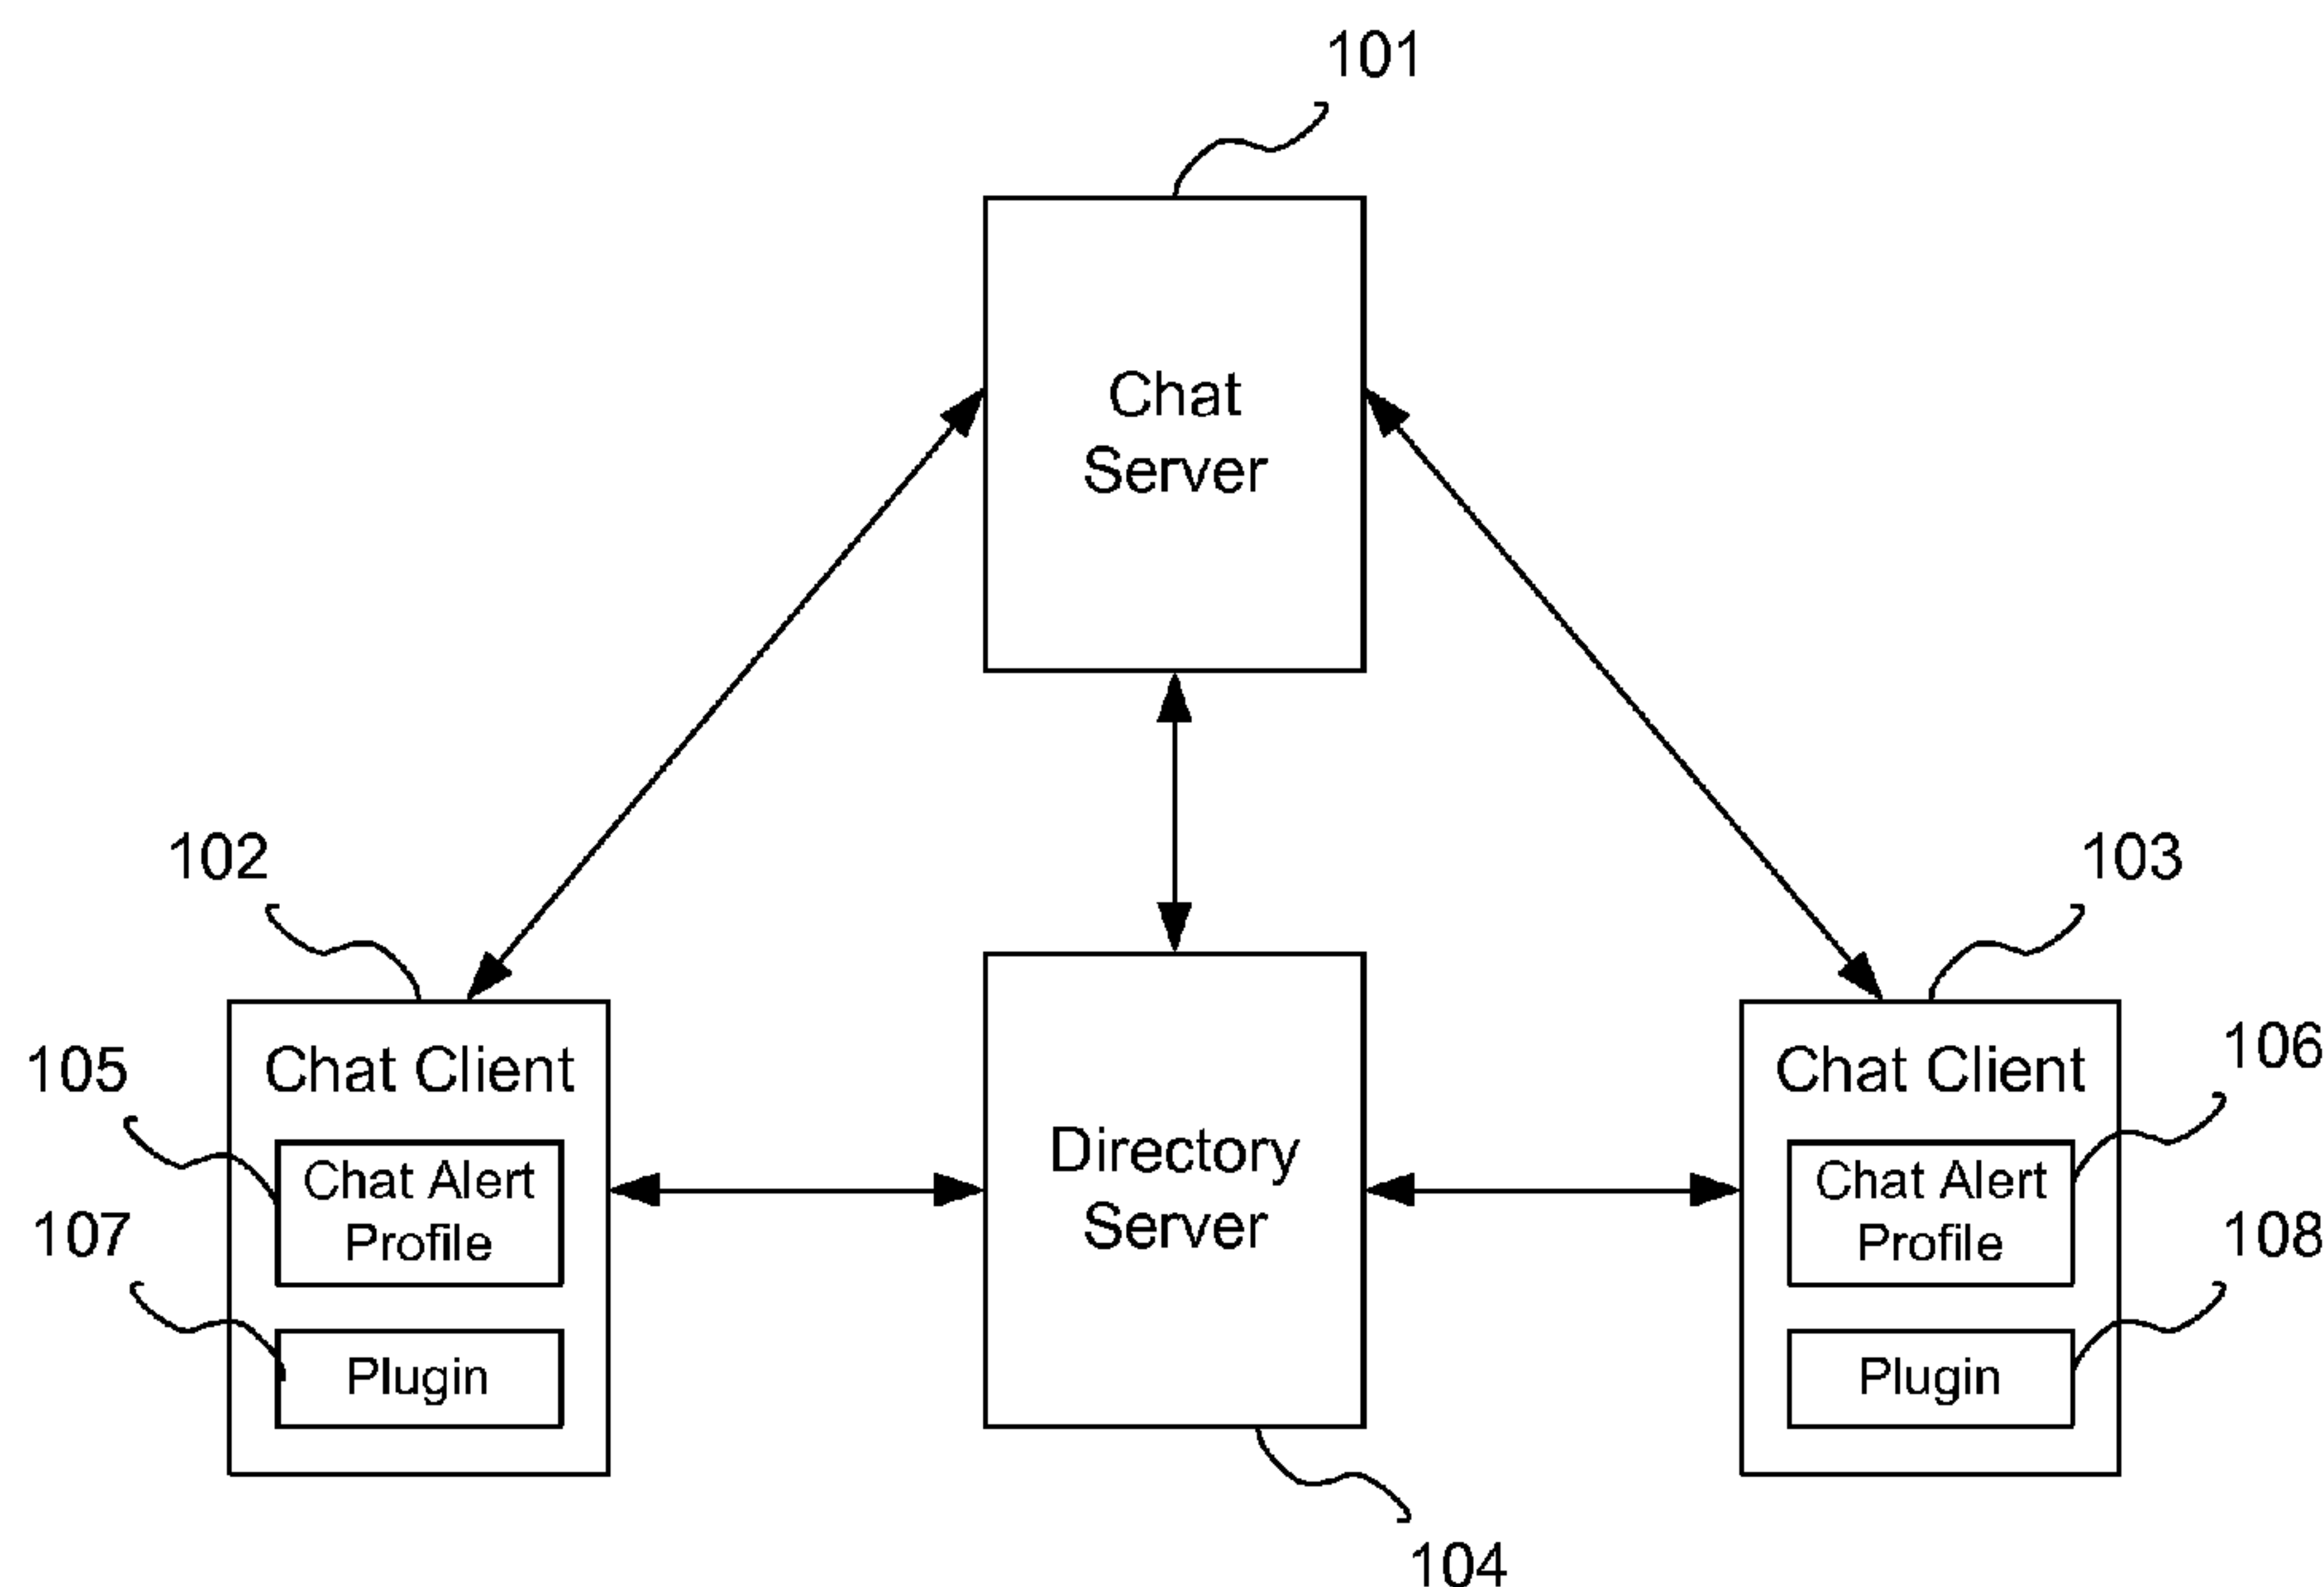 101
Chat
Server
102
103
Chat Client
105
Chat Alert
Profile
107
Plugin
Directory
Server
104
Chat Client
106
Chat Alert
Profile
108
Plugin